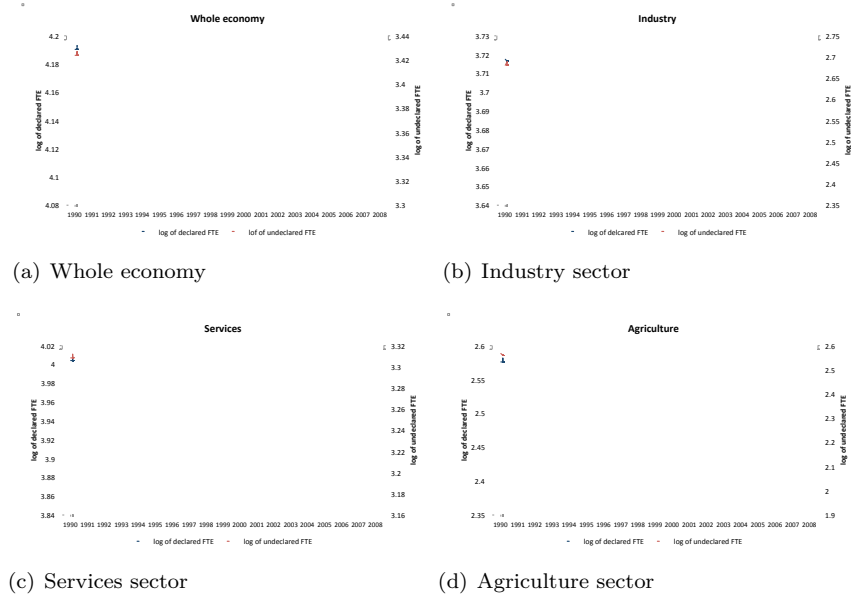 Whole economy
4.2
4.18
4.16
4.14
4.12
4.1
4.08
log of declared FTE
3.44
3.42
3.4
3.38
3.36
3.34
3.32
3.3
log of undeclared FTE
1990 1991 1992 1993 1994 1995 1996 1997 1998 1999 2000 2001 2002 2003 2004 2005 2006 2007 2008
log of declared FTE lof of undeclared FTE
(a) Whole economy
Industry
3.73
3.72
3.71
3.7
3.69
3.68
3.67
3.66
3.65
3.64
log of declared FTE
2.75
2.7
2.65
2.6
2.55
2.5
2.45
2.4
2.35
log of undeclared FTE
1990 1991 1992 1993 1994 1995 1996 1997 1998 1999 2000 2001 2002 2003 2004 2005 2006 2007 2008
log of delcared FTE log of undeclared FTE
(b) Industry sector
Services
4.02
4
3.98
3.96
3.94
3.92
3.9
3.88
3.86
3.84
log of declared FTE
3.32
3.3
3.28
3.26
3.24
3.22
3.2
3.18
3.16
log of undeclared FTE
1990 1991 1992 1993 1994 1995 1996 1997 1998 1999 2000 2001 2002 2003 2004 2005 2006 2007 2008
log of declared FTE log of undeclared FTE
(c) Services sector
Agriculture
2.6
2.55
2.5
2.45
2.4
2.35
log of declared FTE
2.6
2.5
2.4
2.3
2.2
2.1
2
1.9
log of undeclared FTE
1990 1991 1992 1993 1994 1995 1996 1997 1998 1999 2000 2001 2002 2003 2004 2005 2006 2007 2008
log of declared FTE log of undeclared FTE
(d) Agriculture sector